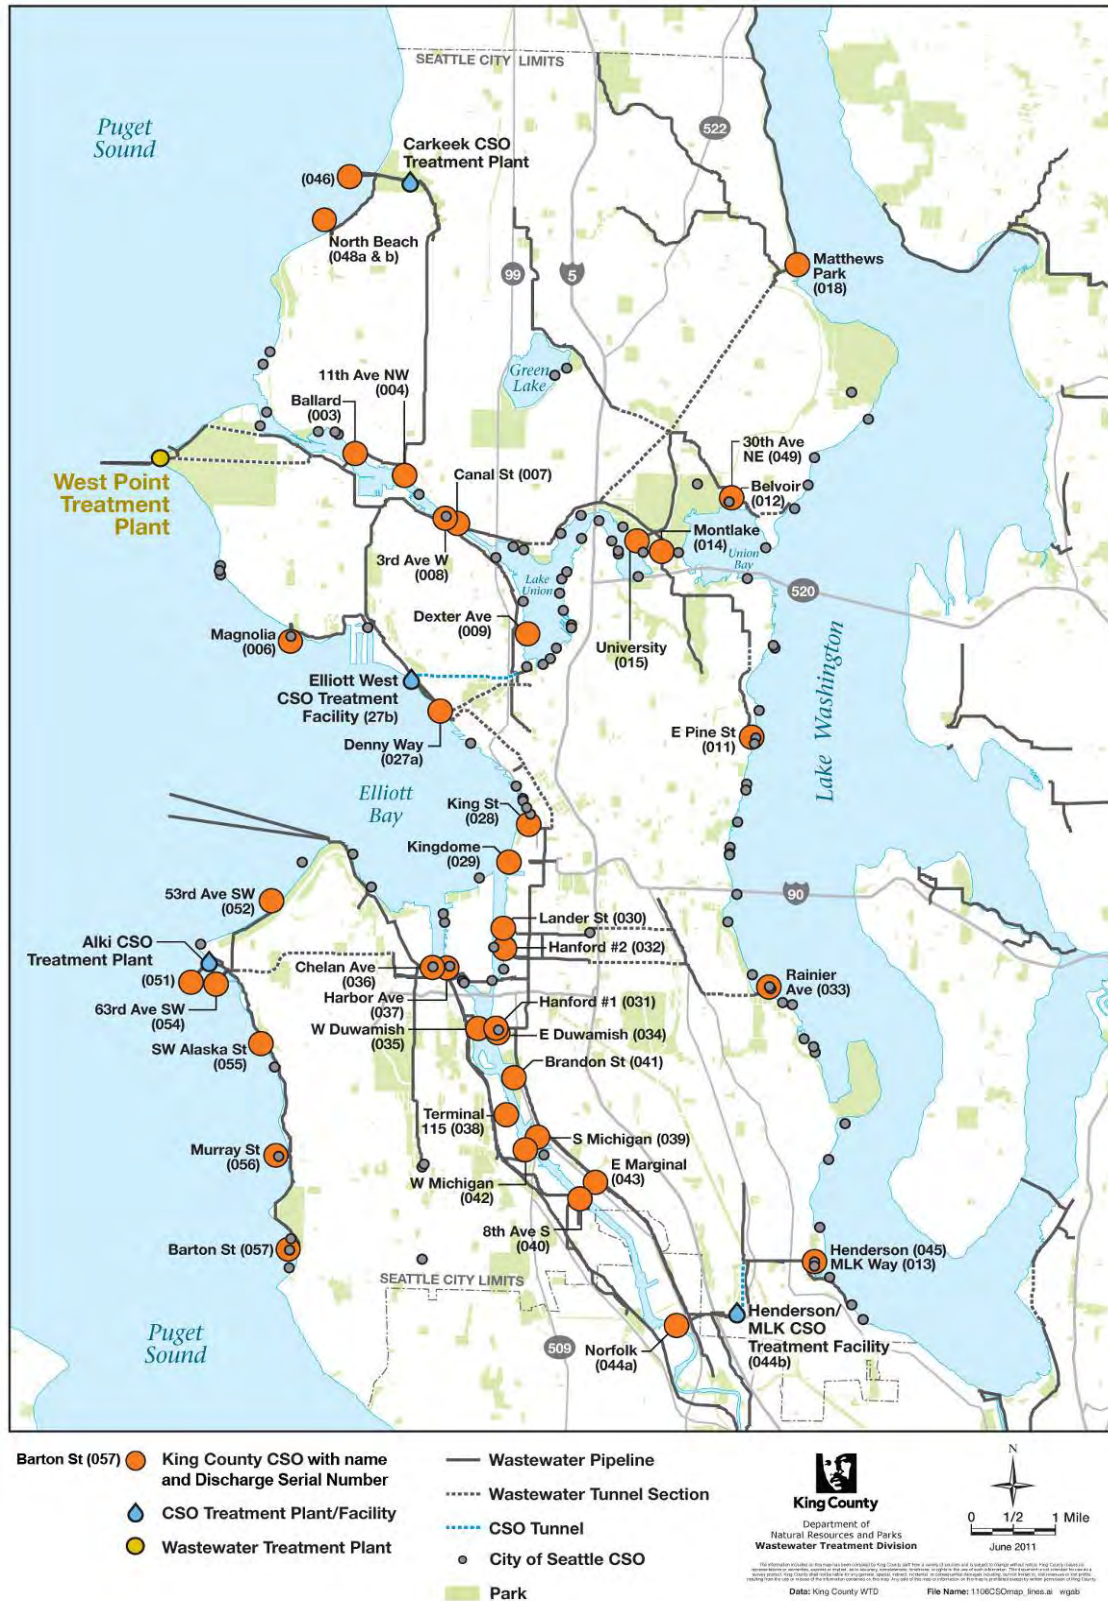 SEATTLE CITY LIMITS
Puget
Sound
522
Carkeek CSO
Treatment Plant
(046)
North Beach
(048a & b)
99
5
Matthews
Park
(018)
Green
Lake
11th Ave NW
(004)
Ballard
(003)
30th Ave
NE (049)
Canal St (007)
Belvoir
(012)
West Point
Treatment
Plant
Montlake
(014)
3rd Ave W
(008)
Union
Bay
Lake
Union
520
Dexter Ave
(009)
Magnolia
(006)
University
(015)
Lake Washington
Elliott West
CSO Treatment
Facility (27b)
E Pine St
(011)
Denny Way
(027a)
Elliott
Bay
King St
(028)
Kingdome
(029)
90
53rd Ave SW
(052)
Lander St (030)
Alki CSO
Treatment Plant
Hanford #2 (032)
Chelan Ave
(036)
(051)
Rainier
Ave (033)
Harbor Ave
(037)
63rd Ave SW
(054)
Hanford #1 (031)
W Duwamish
(035)
E Duwamish (034)
SW Alaska St
(055)
Brandon St (041)
Terminal
115 (038)
S Michigan (039)
Murray St
(056)
E Marginal
(043)
W Michigan
(042)
8th Ave S
(040)
Barton St (057)
Henderson (045)
MLK Way (013)
SEATTLE CITY LIMITS
Henderson/
MLK CSO
Treatment Facility
(044b)
Puget
Sound
509
Norfolk
(044a)
Barton St (057)
King County CSO with name
and Discharge Serial Number
CSO Treatment Plant/Facility
Wastewater Treatment Plant
Wastewater Pipeline
Wastewater Tunnel Section
CSO Tunnel
City of Seattle CSO
Park
King County
Department of
Natural Resources and Parks
Wastewater Treatment Division
N
0 1/2 1 Mile
June 2011
Data: King County WTD File Name: 1106CSOmap_lines.ai wgab